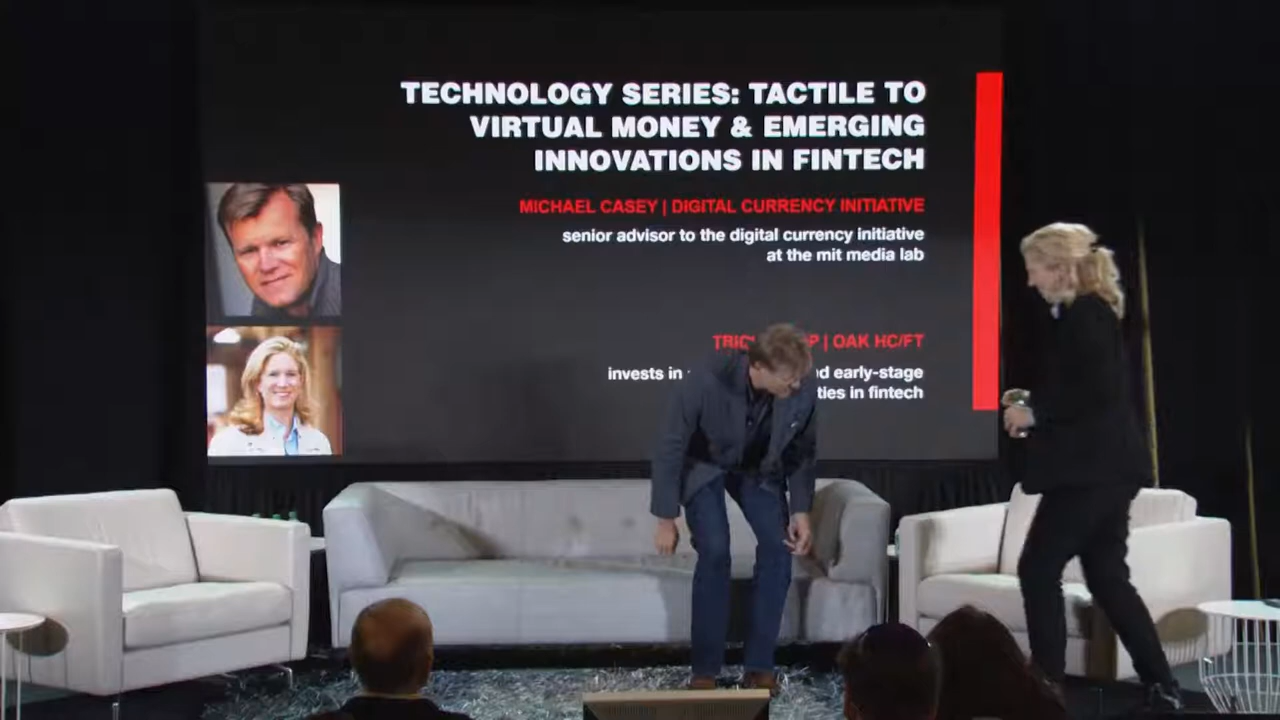 TECHNOLOGY SERIES: TACTILE TO
VIRTUAL MONEY & EMERGING
INNOVATIONS IN FINTECH
MICHAEL CASEY | DIGITAL CURRENCY INITIATIVE
senior advisor to the digital currency initiative
at the mit media lab
| OAK HC/FT
invests in early-stage
in fintech